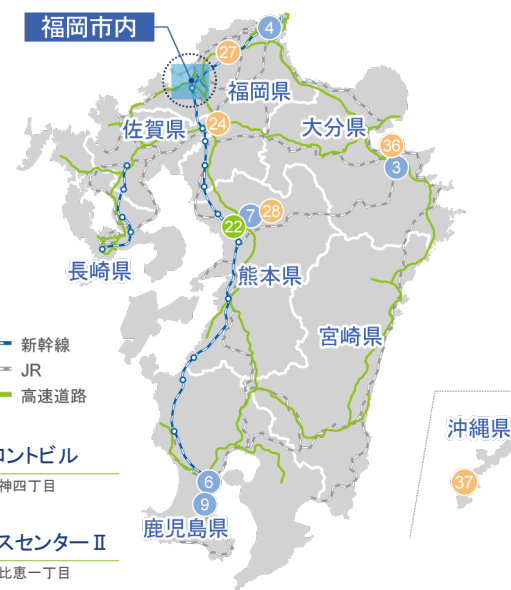 福岡市内
4
27
福岡県
佐賀県
24
大分県
36
3
7
28
22
長崎県
熊本県
宮崎県
新幹線
JR
高速道路
沖縄県
ロントビル
神四丁目
37
6
9
鹿児島県
スセンターⅡ
比恵一丁目